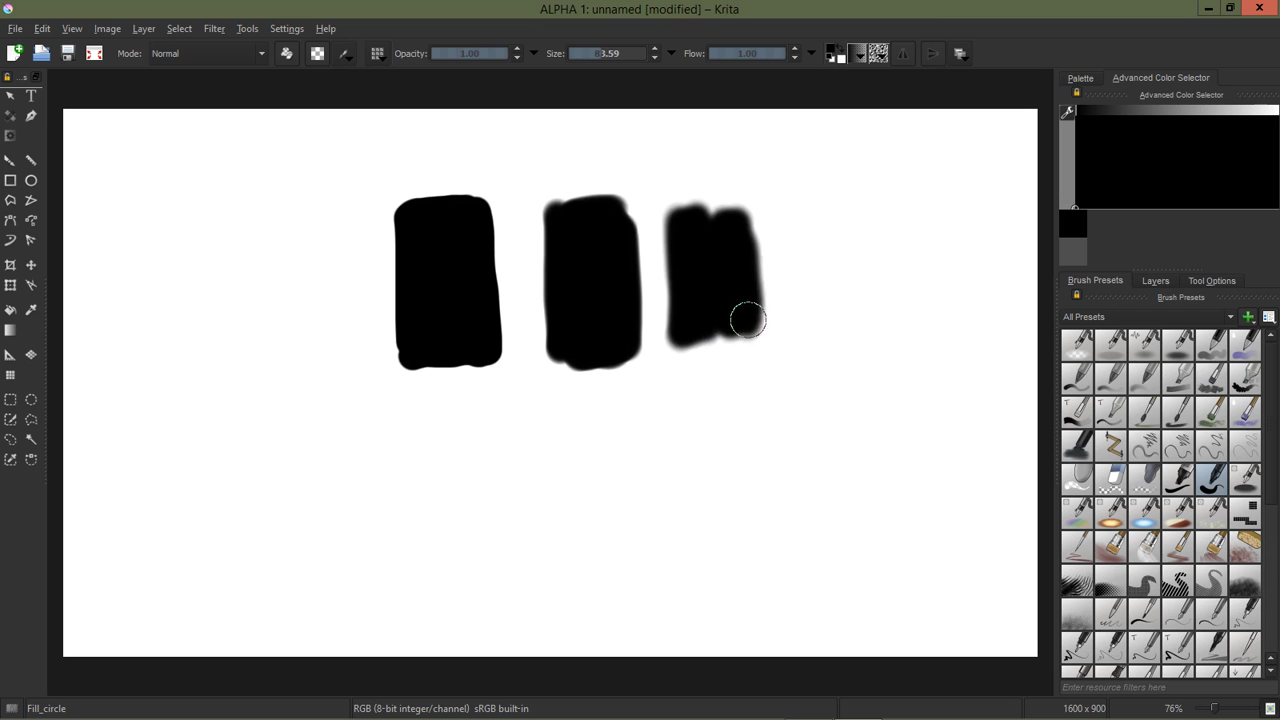 ALPHA 1: unnamed [modified] – Krita
File Edit View Image Layer Select Filter Tools Settings Help
Mode: Normal Opacity: 1.00 Size: 83.59 Flow: 1.00
...s
Palette Advanced Color Selector
Advanced Color Selector
Brush Presets Layers Tool Options
Brush Presets
All Presets
Enter resource filters here
Fill_circle RGB (8-bit integer/channel) sRGB built-in 1600 x 900 76%